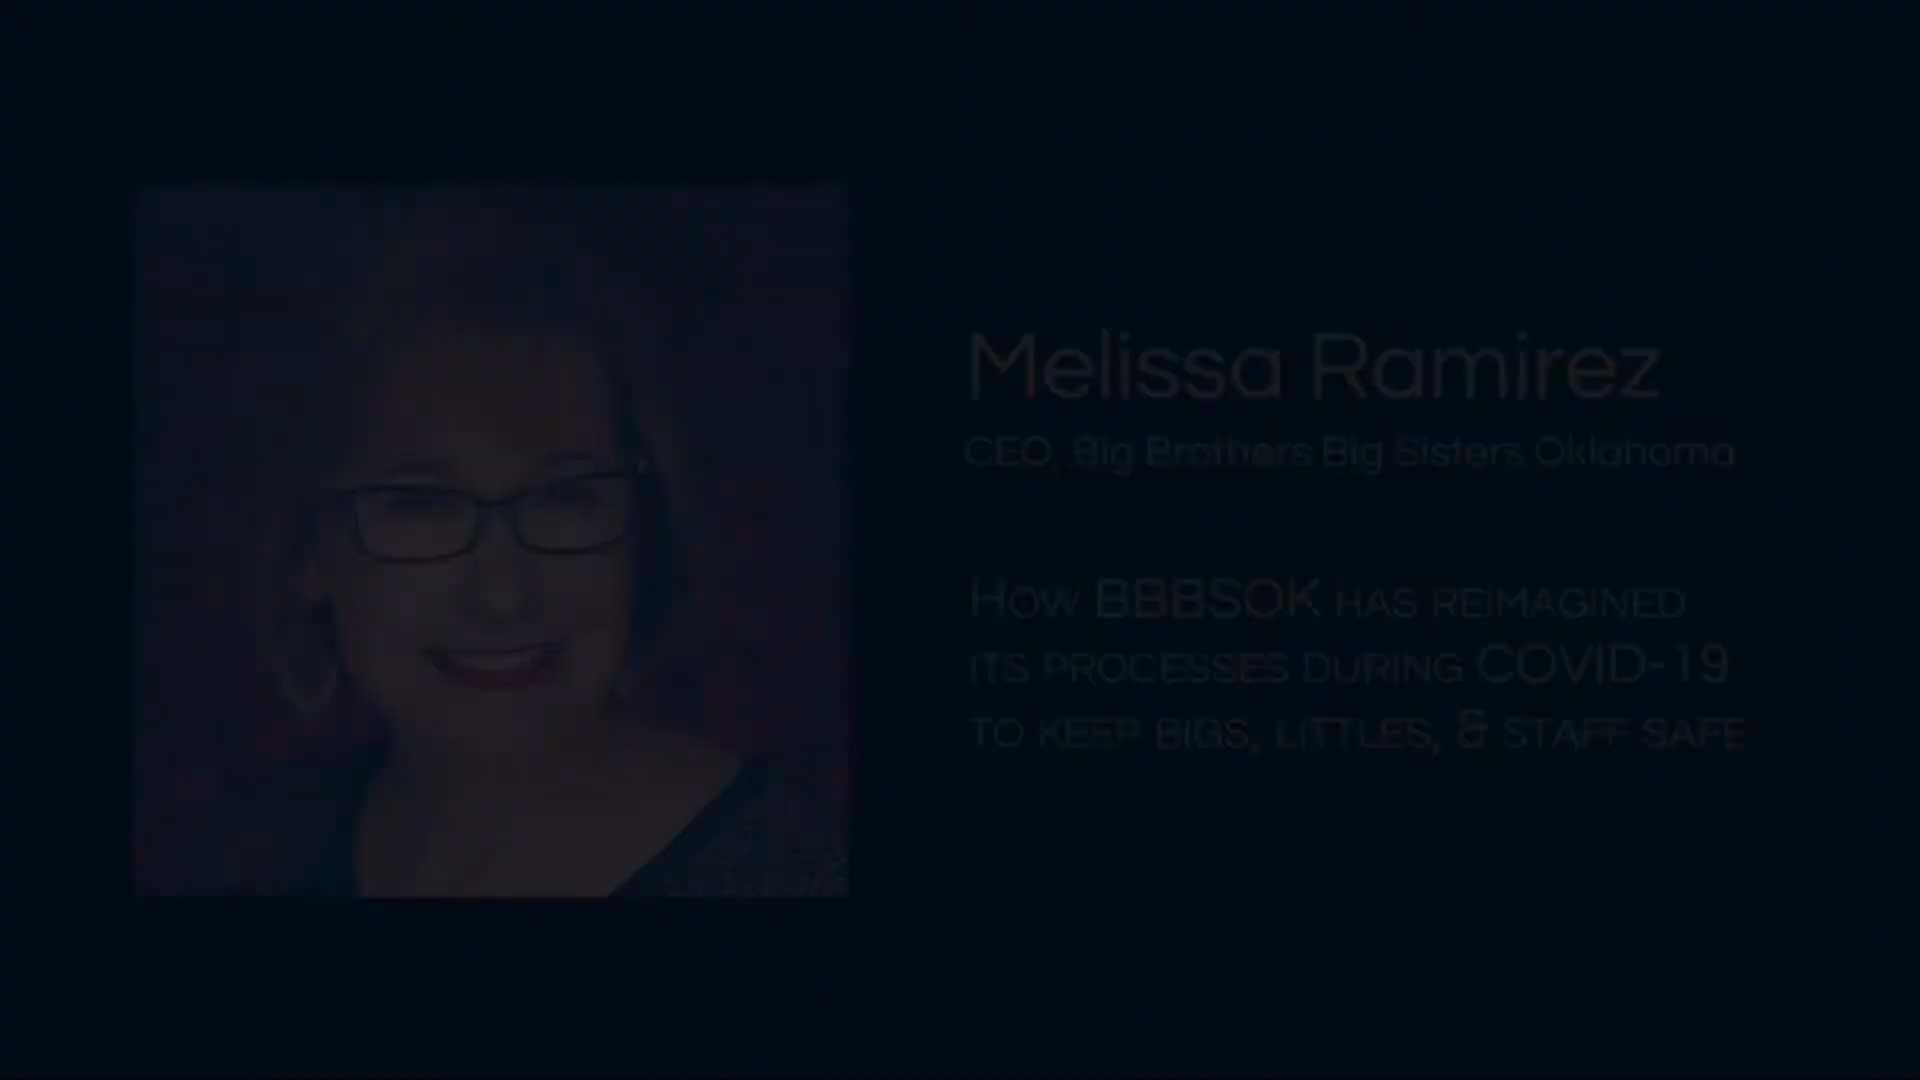 Melissa Ramirez
CEO, Big Brothers Big Sisters Oklahoma
How BBBSOK HAS REIMAGINED
ITS PROCESSES DURING COVID-19
TO KEEP BIGS, LITTLES, & STAFF SAFE